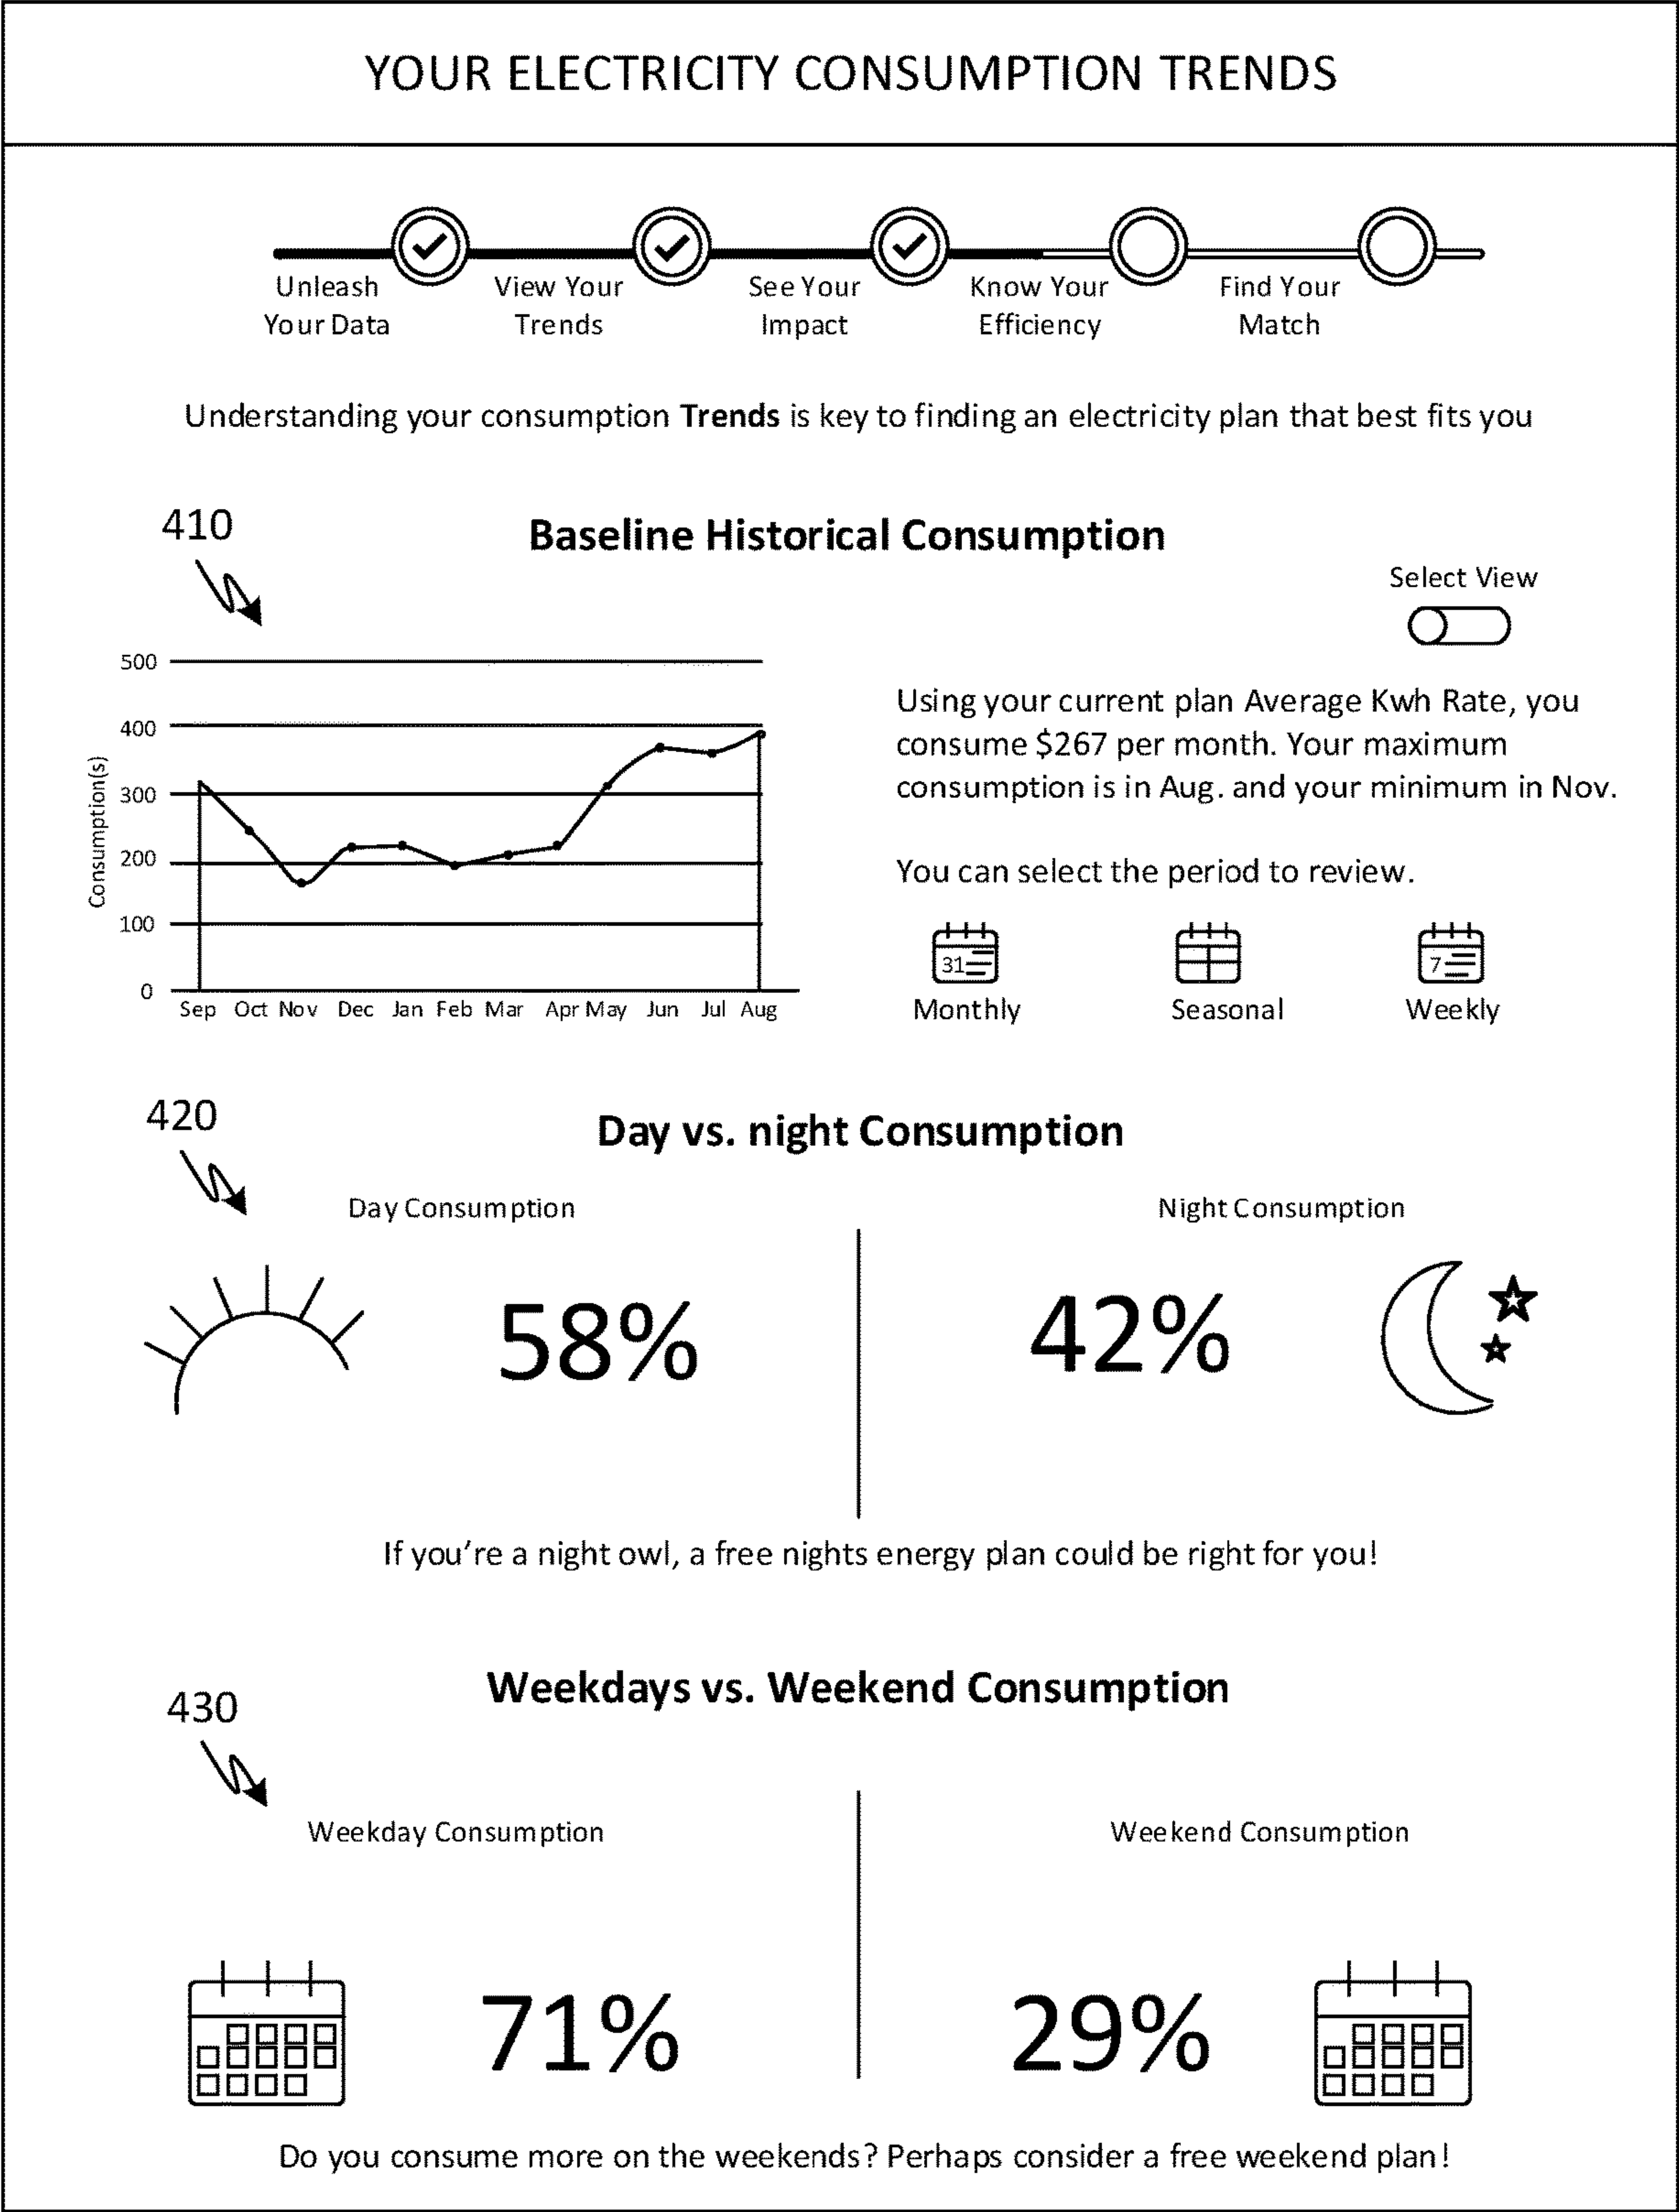 YOUR ELECTRICITY CONSUMPTION TRENDS
Unleash
Your Data
View Your
Trends
See Your
Impact
Know Your
Efficiency
Find Your
Match
Understanding your consumption Trends is key to finding an electricity plan that best fits you
410
Baseline Historical Consumption
Select View
Consumption(s)
500
400
300
200
100
0
Sep Oct Nov Dec Jan Feb Mar Apr May Jun Jul Aug
Using your current plan Average Kwh Rate, you
consume $267 per month. Your maximum
consumption is in Aug. and your minimum in Nov.
You can select the period to review.
31
7
Monthly Seasonal Weekly
420
Day vs. night Consumption
Day Consumption
Night Consumption
58%
42%
If you're a night owl, a free nights energy plan could be right for you!
430
Weekdays vs. Weekend Consumption
Weekday Consumption
Weekend Consumption
71%
29%
Do you consume more on the weekends? Perhaps consider a free weekend plan!